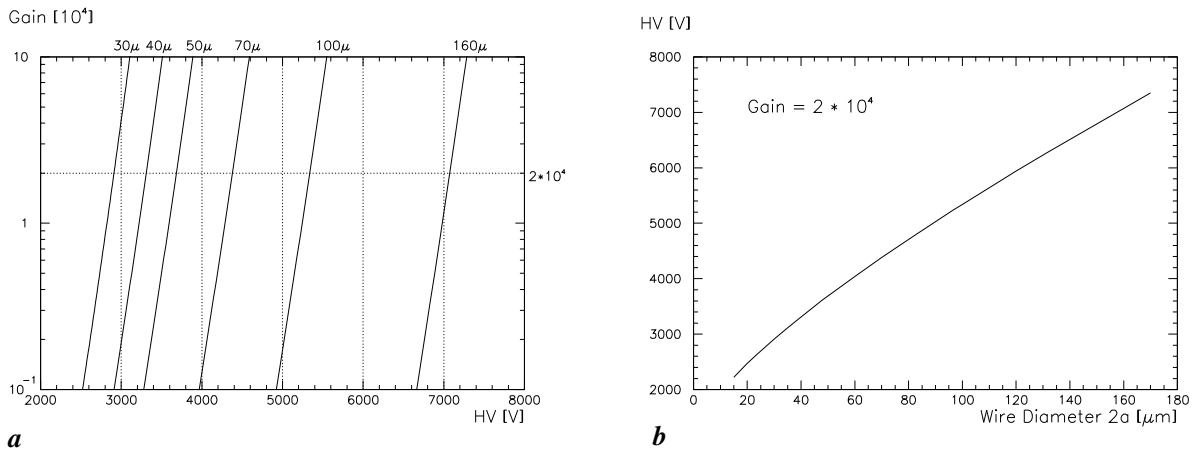 Gain [10⁴]
30μ 40μ 50μ 70μ 100μ 160μ
10
1
10⁻¹
2*10⁴
2000 3000 4000 5000 6000 7000 8000
HV [V]
a
HV [V]
8000
7000
6000
5000
4000
3000
2000
Gain = 2 * 10⁴
0 20 40 60 80 100 120 140 160 180
Wire Diameter 2a [μm]
b